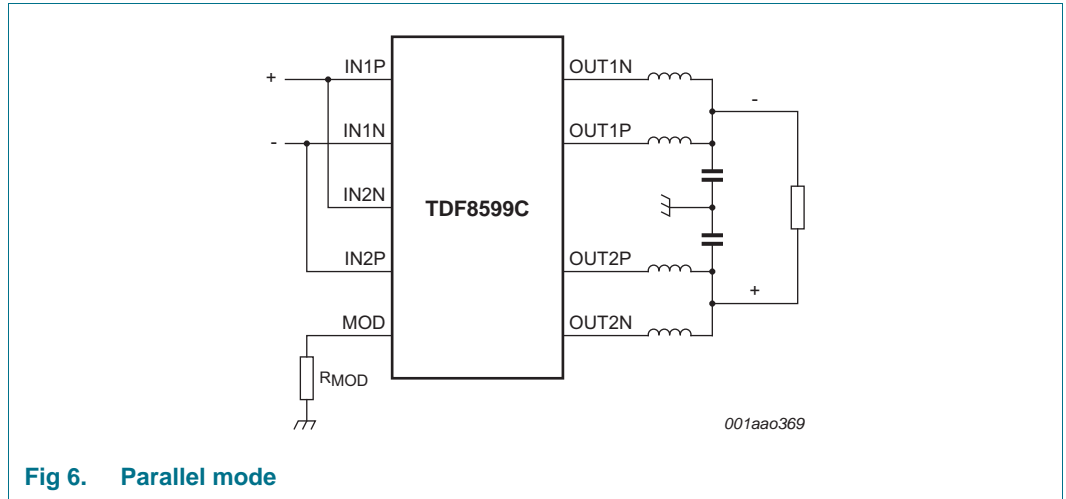 + IN1P OUT1N
-
- IN1N OUT1P
IN2N
TDF8599C
IN2P OUT2P
+
MOD OUT2N
RMOD
001aao369
Fig 6. Parallel mode